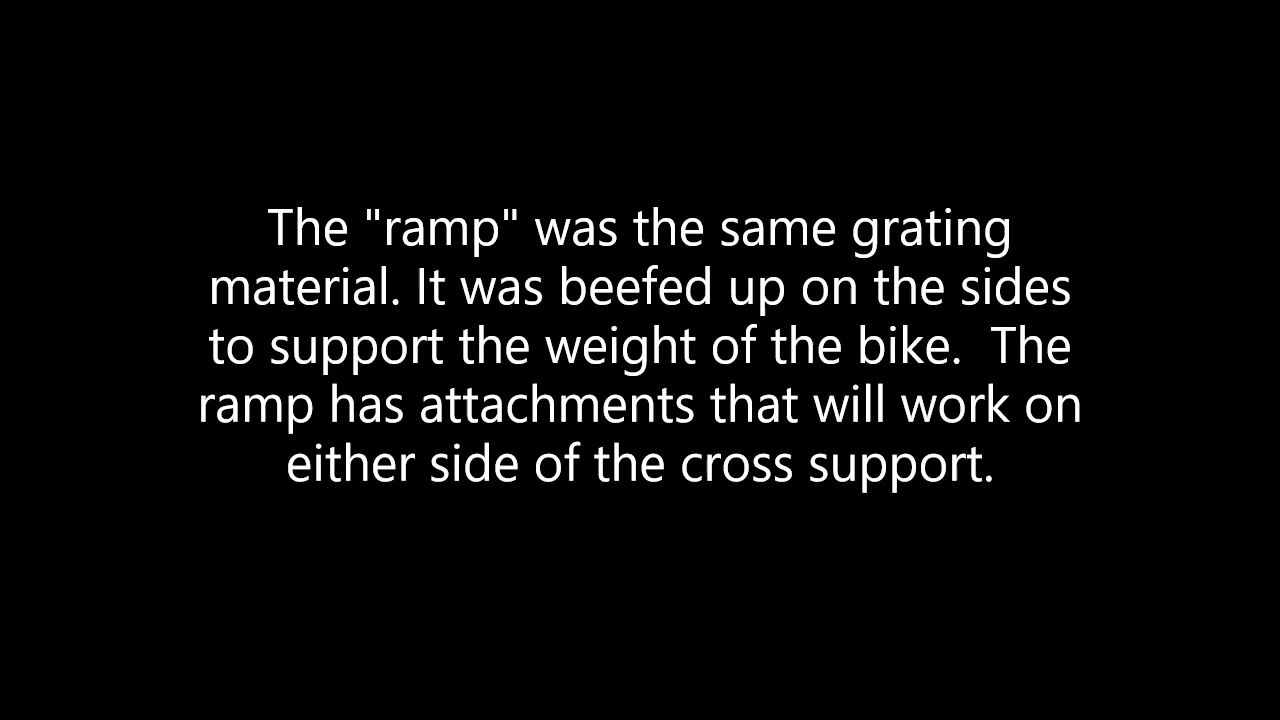 The "ramp" was the same grating
material. It was beefed up on the sides
to support the weight of the bike.  The
ramp has attachments that will work on
either side of the cross support.